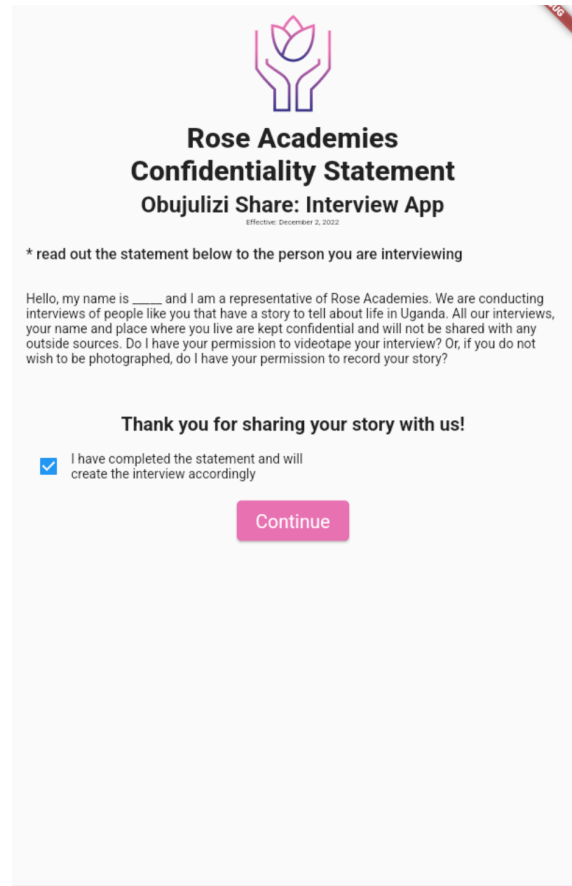 Rose Academies
Confidentiality Statement
Obujulizi Share: Interview App
Effective: December 2, 2022
* read out the statement below to the person you are interviewing
Hello, my name is _____ and I am a representative of Rose Academies. We are conducting
interviews of people like you that have a story to tell about life in Uganda. All our interviews,
your name and place where you live are kept confidential and will not be shared with any
outside sources. Do I have your permission to videotape your interview? Or, if you do not
wish to be photographed, do I have your permission to record your story?
Thank you for sharing your story with us!
I have completed the statement and will
create the interview accordingly
Continue